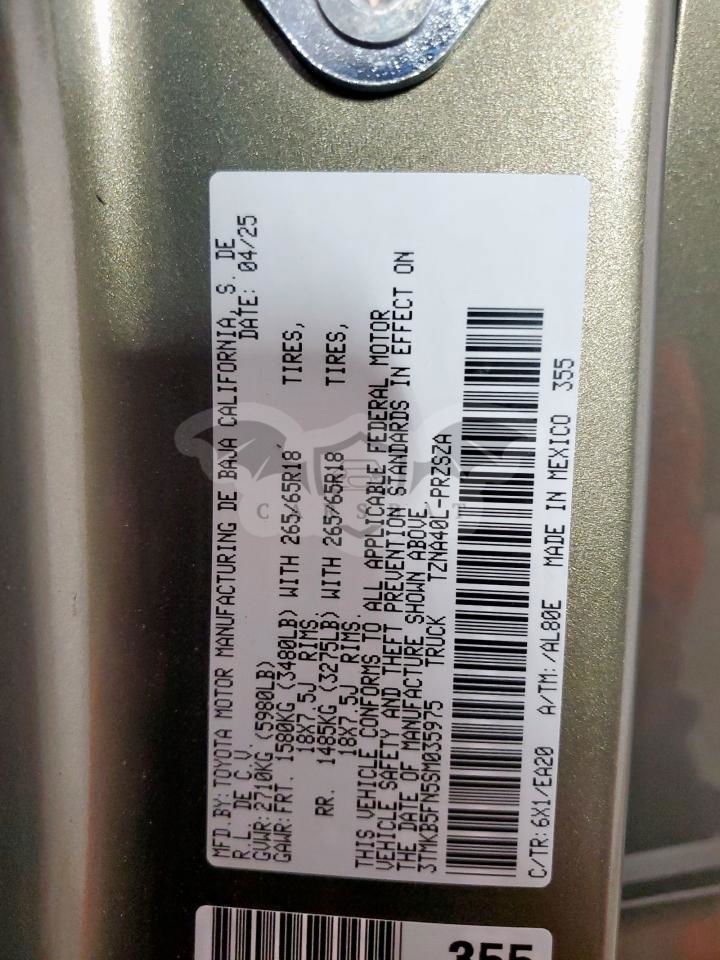 MFD.BY:TOYOTA MOTOR MANUFACTURING DE BAJA CALIFORNIA, S. DE
R.L. DE C.V. DATE: 04/25
GVWR: 2710KG (5980LB)
GAWR:FRT. 1580KG (3480LB) WITH 265/65R18 TIRES,
18X7.5J RIMS.
RR. 1485KG (3275LB) WITH 265/65R18 TIRES,
18X7.5J RIMS.
THIS VEHICLE CONFORMS TO ALL APPLICABLE FEDERAL MOTOR
VEHICLE SAFETY AND THEFT PREVENTION STANDARDS IN EFFECT ON
THE DATE OF MANUFACTURE SHOWN ABOVE.
3TMKB5FN5SM035975 TRUCK TZNA40L-PRZSZA
C/TR:6X1/EA20 A/TM:/AL80E MADE IN MEXICO 355
355